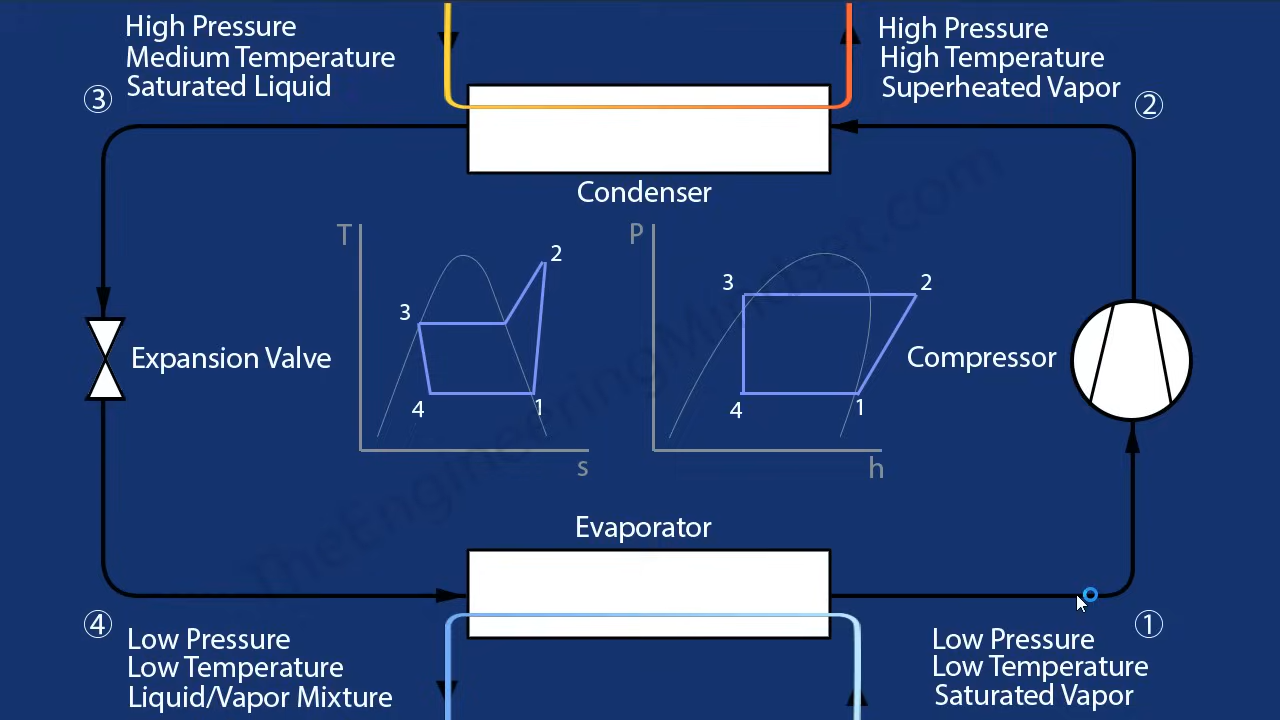 High Pressure
Medium Temperature
Saturated Liquid
③
High Pressure
High Temperature
Superheated Vapor
②
Condenser
T
2
3
4
1
s
P
3
2
4
1
h
Expansion Valve
Compressor
TheEngineeringMindset.com
Evaporator
④
Low Pressure
Low Temperature
Liquid/Vapor Mixture
①
Low Pressure
Low Temperature
Saturated Vapor